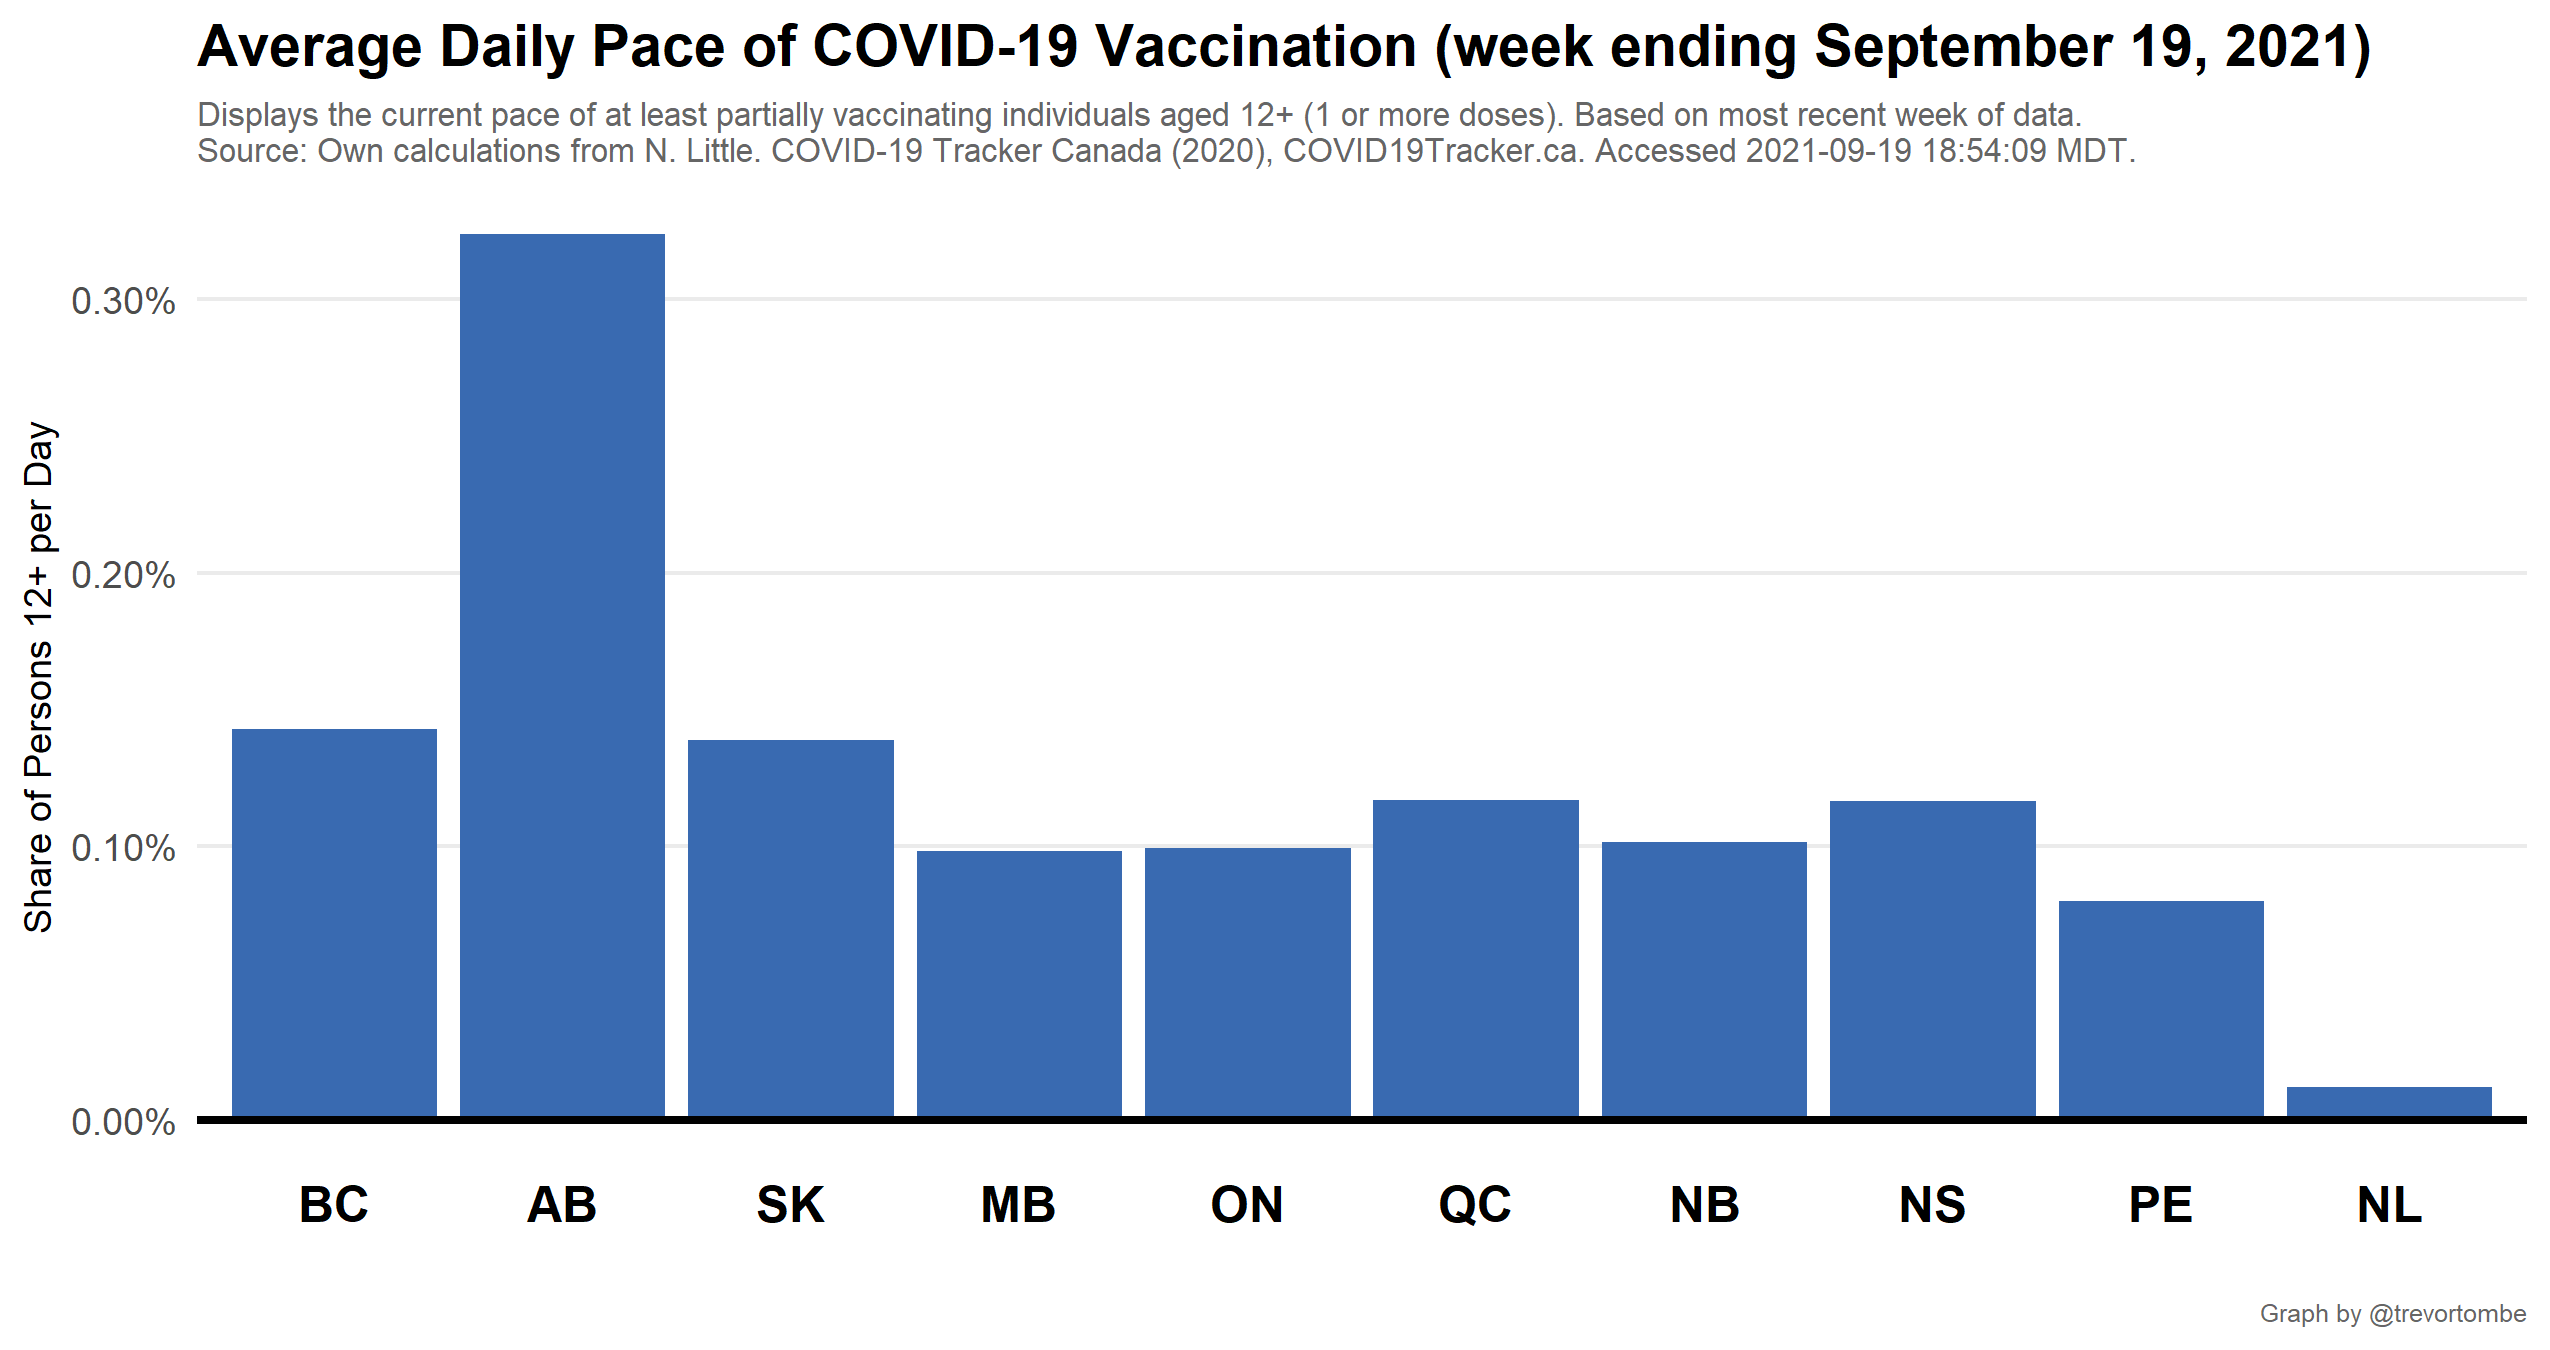 Average Daily Pace of COVID-19 Vaccination (week ending September 19, 2021)
Displays the current pace of at least partially vaccinating individuals aged 12+ (1 or more doses). Based on most recent week of data.
Source: Own calculations from N. Little. COVID-19 Tracker Canada (2020), COVID19Tracker.ca. Accessed 2021-09-19 18:54:09 MDT.
Share of Persons 12+ per Day
0.30%
0.20%
0.10%
0.00%
BC AB SK MB ON QC NB NS PE NL
Graph by @trevortombe